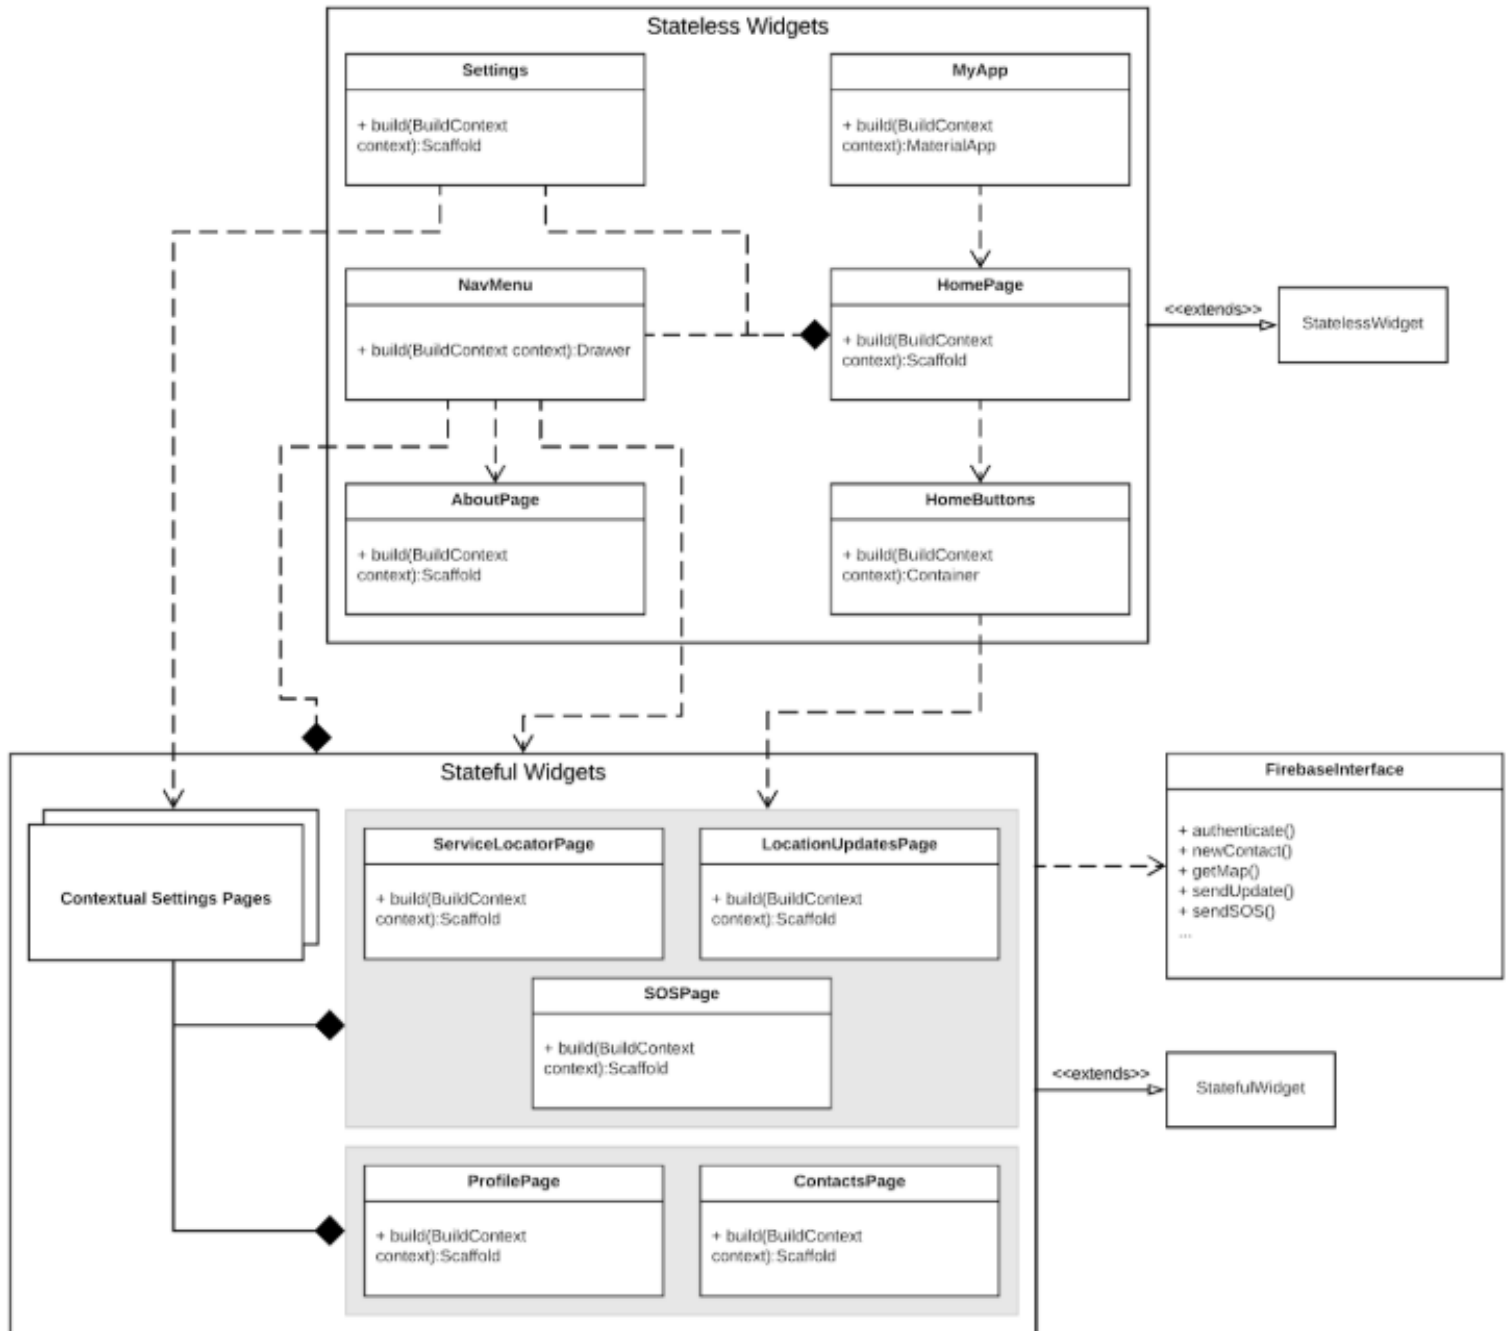 Stateless Widgets
Settings
+ build(BuildContext
context):Scaffold
MyApp
+ build(BuildContext
context):MaterialApp
NavMenu
+ build(BuildContext context):Drawer
HomePage
+ build(BuildContext
context):Scaffold
<<extends>>
StatelessWidget
AboutPage
+ build(BuildContext
context):Scaffold
HomeButtons
+ build(BuildContext
context):Container
Stateful Widgets
Contextual Settings Pages
ServiceLocatorPage
+ build(BuildContext
context):Scaffold
LocationUpdatesPage
+ build(BuildContext
context):Scaffold
SOSPage
+ build(BuildContext
context):Scaffold
FirebaseInterface
+ authenticate()
+ newContact()
+ getMap()
+ sendUpdate()
+ sendSOS()
...
<<extends>>
StatefulWidget
ProfilePage
+ build(BuildContext
context):Scaffold
ContactsPage
+ build(BuildContext
context):Scaffold